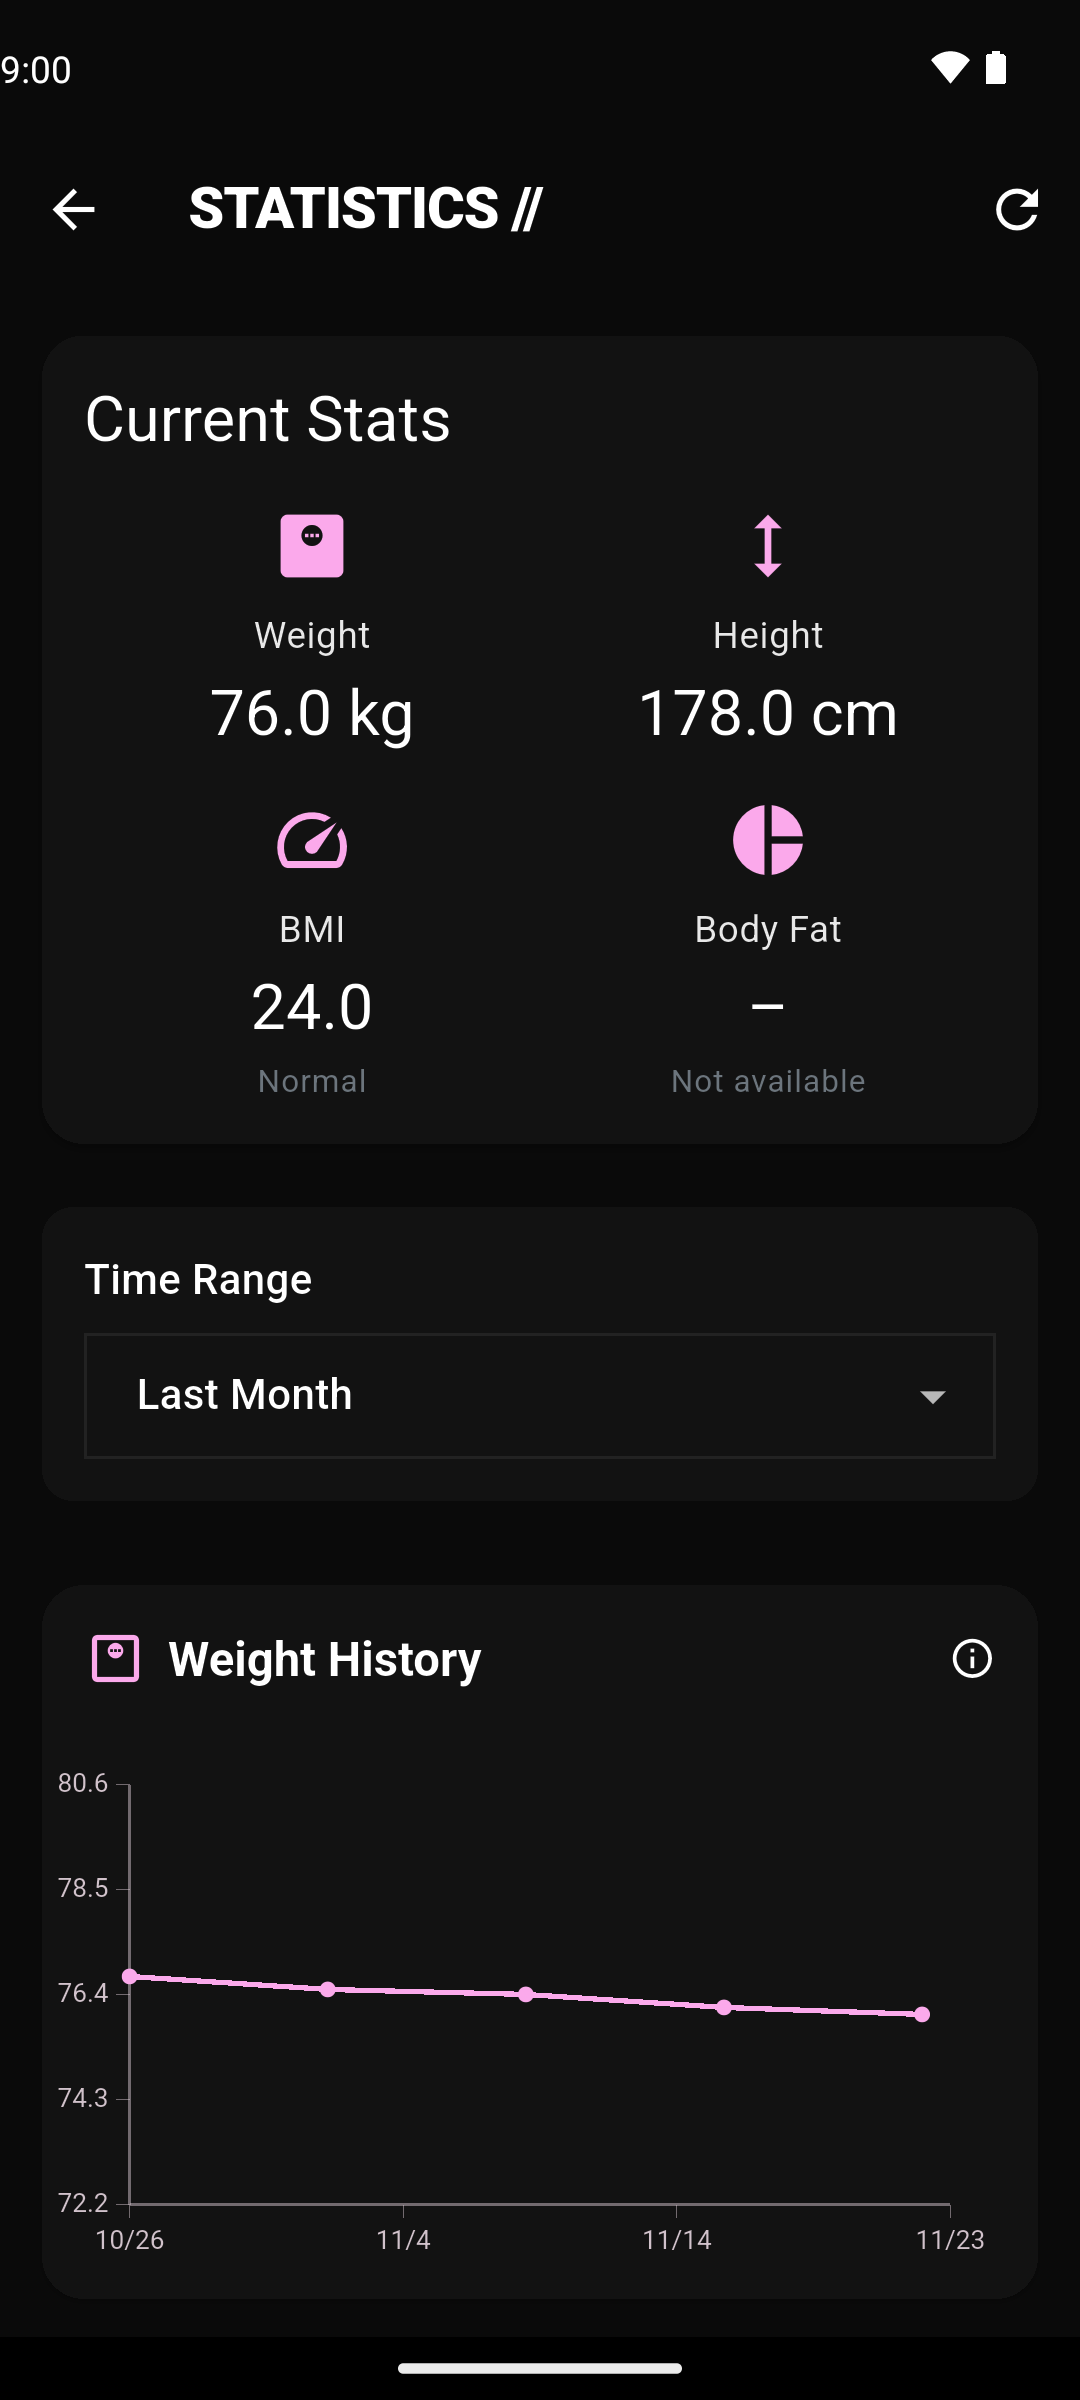 9:00
STATISTICS //
Current Stats
Weight
Height
76.0 kg
178.0 cm
BMI
Body Fat
24.0
–
Normal
Not available
Time Range
Last Month
Weight History
80.6
78.5
76.4
74.3
72.2
10/26
11/4
11/14
11/23